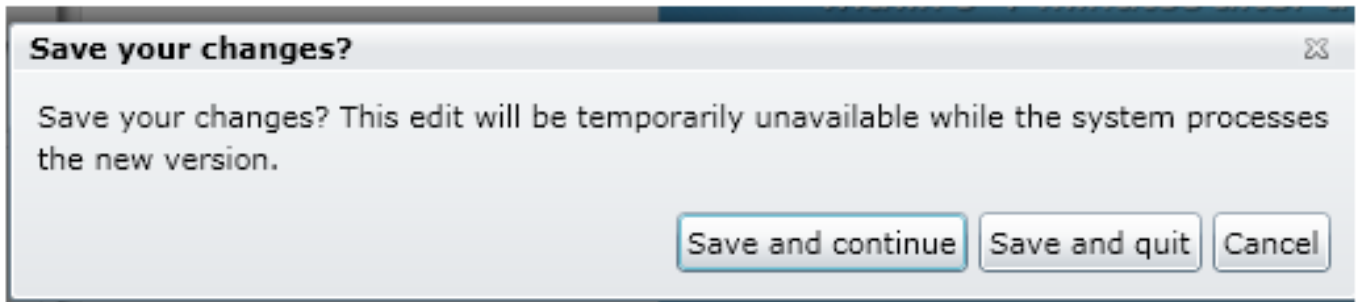 Save your changes?
Save your changes? This edit will be temporarily unavailable while the system processes
the new version.
Save and continue Save and quit Cancel